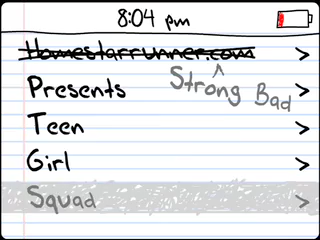 8:04 pm
Homestarrunner.com
Strong Bad
Presents
Teen
Girl
Squad